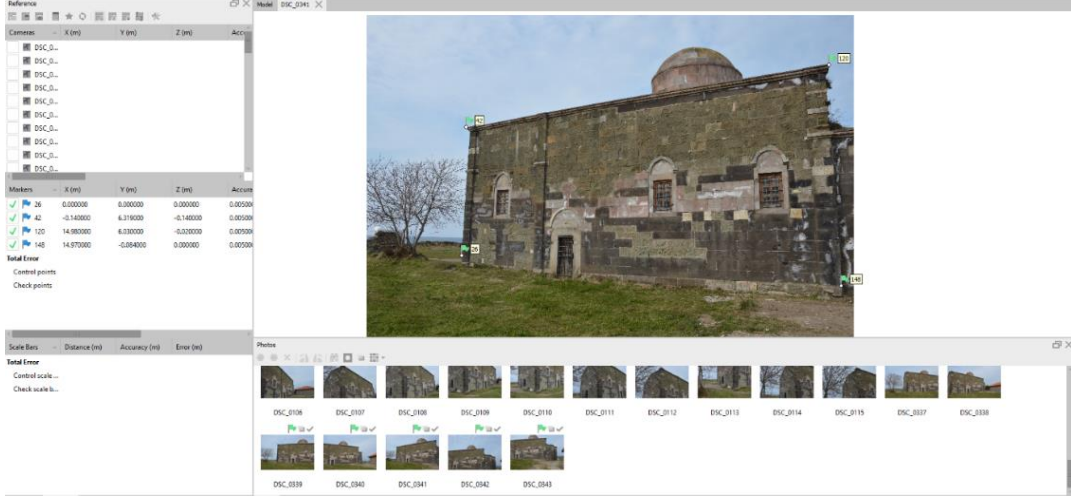 Reference
Cameras X (m) Y (m) Z (m) Accu
DSC_0...
DSC_0...
DSC_0...
DSC_0...
DSC_0...
DSC_0...
DSC_0...
DSC_0...
DSC_0...
DSC_0...
Markers X (m) Y (m) Z (m) Accura
26 0.000000 0.000000 0.000000 0.00500
42 -0.140000 6.319000 -0.140000 0.00500
120 14.980000 6.030000 -0.020000 0.00500
148 14.970000 -0.084000 0.000000 0.00500
Total Error
Control points
Check points
Scale Bars Distance (m) Accuracy (m) Error (m)
Total Error
Control scale ...
Check scale b...
Model DSC_0341
120
42
26
148
Photos
DSC_0106 DSC_0107 DSC_0108 DSC_0109 DSC_0110 DSC_0111 DSC_0112 DSC_0113 DSC_0114 DSC_0115 DSC_0337 DSC_0338
DSC_0339 DSC_0340 DSC_0341 DSC_0342 DSC_0343